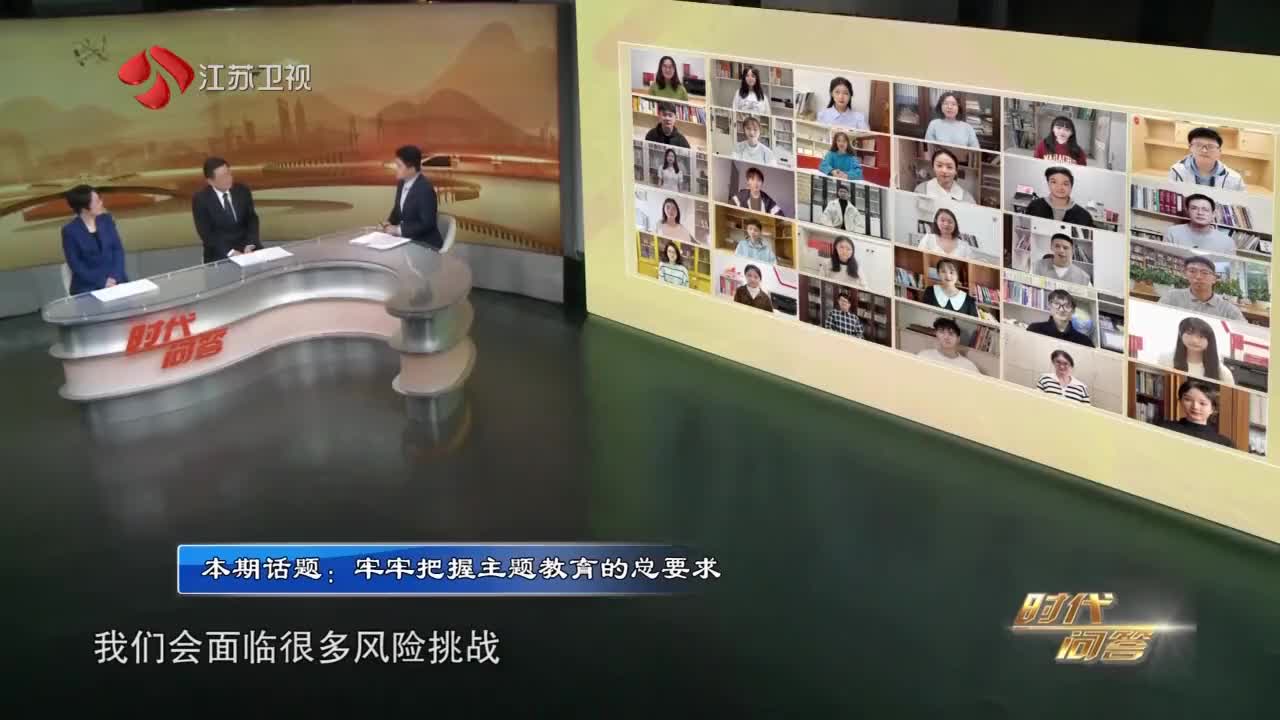 江苏卫视
时代
问答
本期话题：牢牢把握主题教育的总要求
我们会面临很多风险挑战
时代
问答